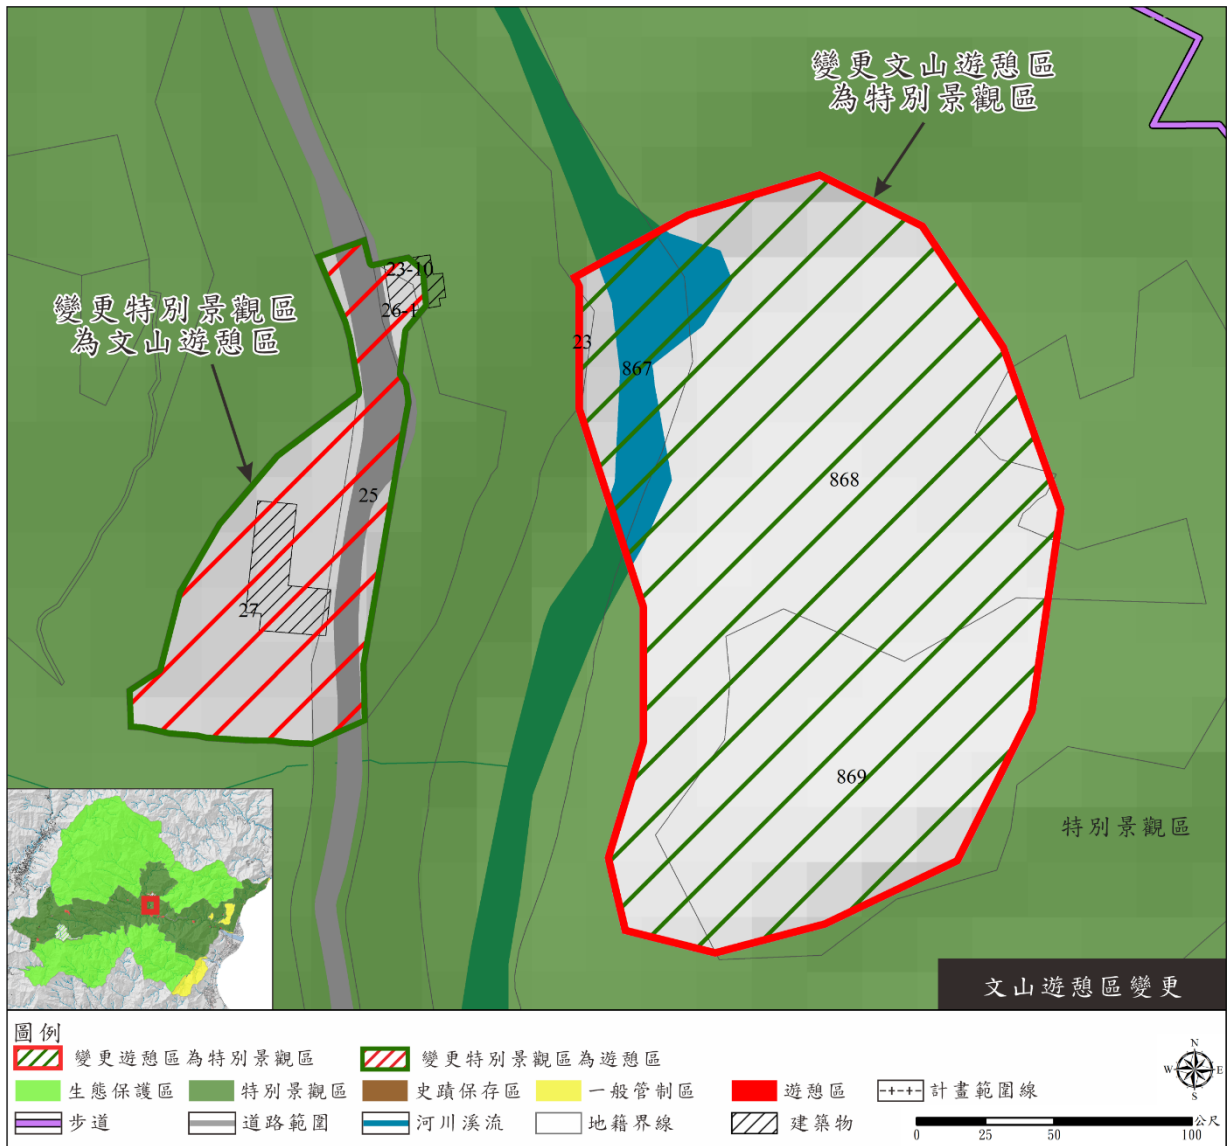 變更文山遊憩區
為特別景觀區
變更特別景觀區
為文山遊憩區
23-10
26-1
23
867
868
25
27
869
特別景觀區
文山遊憩區變更
圖例
變更遊憩區為特別景觀區
變更特別景觀區為遊憩區
生態保護區
特別景觀區
史蹟保存區
一般管制區
遊憩區
計畫範圍線
步道
道路範圍
河川溪流
地籍界線
建築物
N
W
E
S
公尺
0 25 50 100